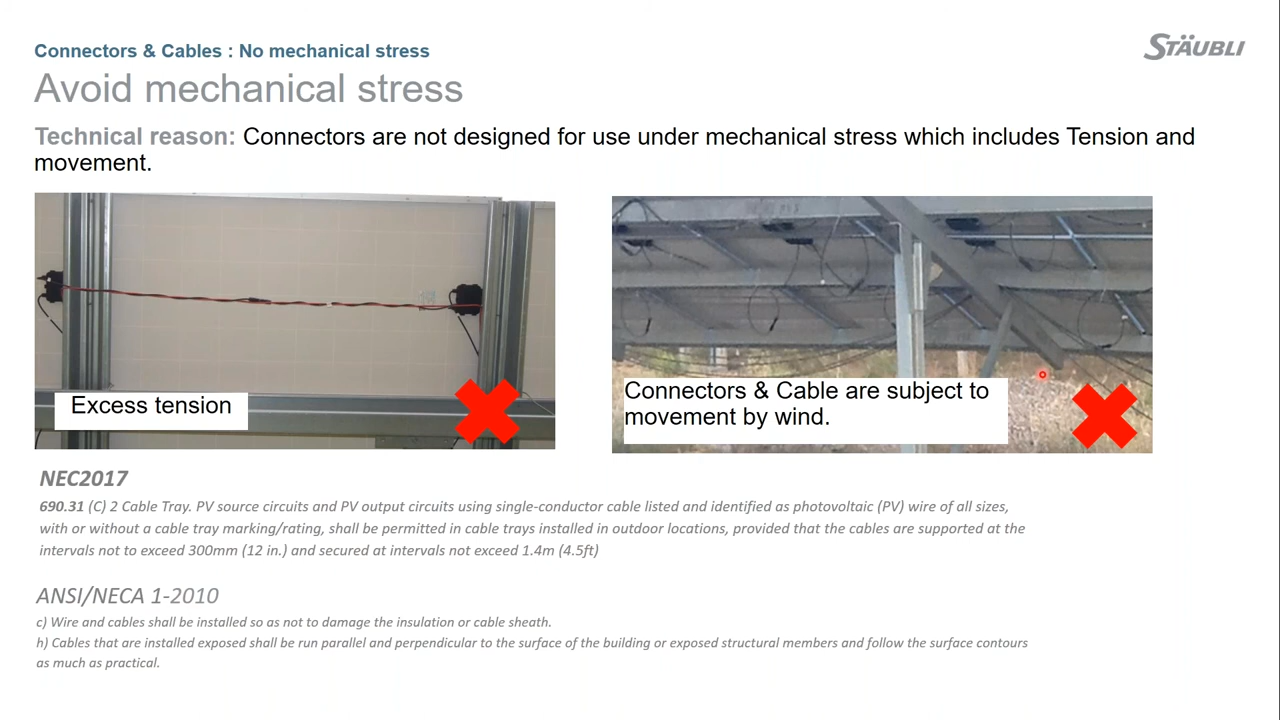 Connectors & Cables : No mechanical stress
STÄUBLI
Avoid mechanical stress
Technical reason: Connectors are not designed for use under mechanical stress which includes Tension and
movement.
Excess tension
Connectors & Cable are subject to
movement by wind.
NEC2017
690.31 (C) 2 Cable Tray. PV source circuits and PV output circuits using single-conductor cable listed and identified as photovoltaic (PV) wire of all sizes,
with or without a cable tray marking/rating, shall be permitted in cable trays installed in outdoor locations, provided that the cables are supported at the
intervals not to exceed 300mm (12 in.) and secured at intervals not exceed 1.4m (4.5ft)
ANSI/NECA 1-2010
c) Wire and cables shall be installed so as not to damage the insulation or cable sheath.
h) Cables that are installed exposed shall be run parallel and perpendicular to the surface of the building or exposed structural members and follow the surface contours
as much as practical.